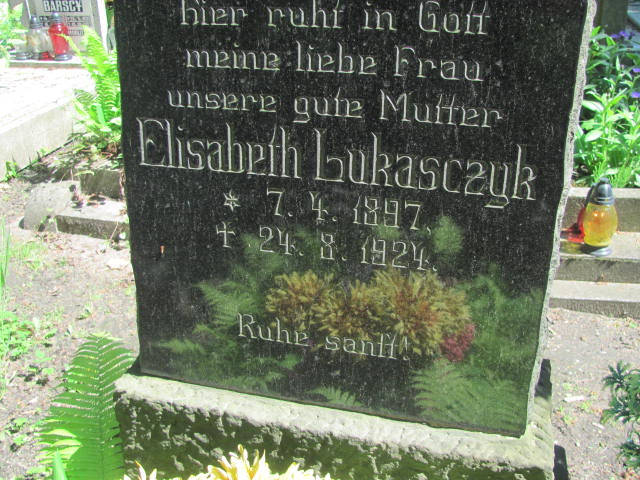 BARSCY
hier ruht in Gott
meine liebe Frau
unsere gute Mutter
Elisabeth Lukasczyk
* 7. 4. 1897.
† 24. 8. 1924.
Ruhe sanft!